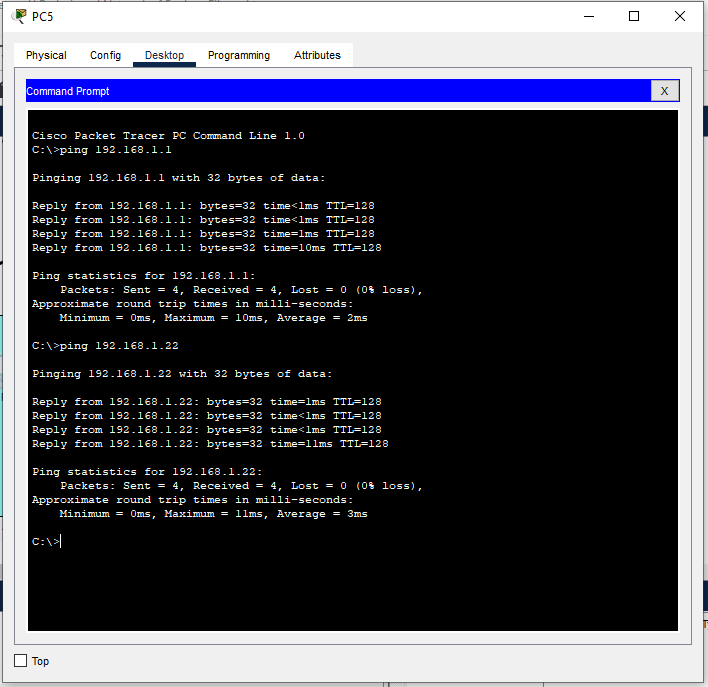 PC5
Physical Config Desktop Programming Attributes
Command Prompt X
Cisco Packet Tracer PC Command Line 1.0
C:\>ping 192.168.1.1
Pinging 192.168.1.1 with 32 bytes of data:
Reply from 192.168.1.1: bytes=32 time<1ms TTL=128
Reply from 192.168.1.1: bytes=32 time<1ms TTL=128
Reply from 192.168.1.1: bytes=32 time=1ms TTL=128
Reply from 192.168.1.1: bytes=32 time=10ms TTL=128
Ping statistics for 192.168.1.1:
    Packets: Sent = 4, Received = 4, Lost = 0 (0% loss),
Approximate round trip times in milli-seconds:
    Minimum = 0ms, Maximum = 10ms, Average = 2ms
C:\>ping 192.168.1.22
Pinging 192.168.1.22 with 32 bytes of data:
Reply from 192.168.1.22: bytes=32 time=1ms TTL=128
Reply from 192.168.1.22: bytes=32 time<1ms TTL=128
Reply from 192.168.1.22: bytes=32 time<1ms TTL=128
Reply from 192.168.1.22: bytes=32 time=11ms TTL=128
Ping statistics for 192.168.1.22:
    Packets: Sent = 4, Received = 4, Lost = 0 (0% loss),
Approximate round trip times in milli-seconds:
    Minimum = 0ms, Maximum = 11ms, Average = 3ms
C:\>
Top